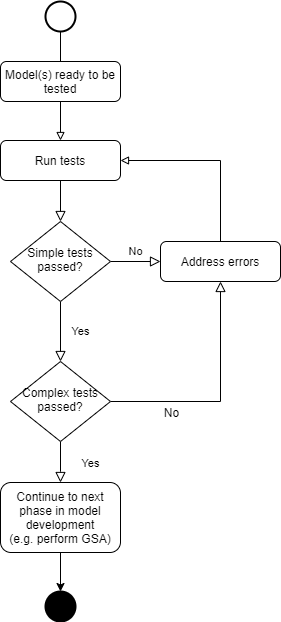 Model(s) ready to be
tested
Run tests
Simple tests
passed?
No
Address errors
Yes
Complex tests
passed?
No
Yes
Continue to next
phase in model
development
(e.g. perform GSA)